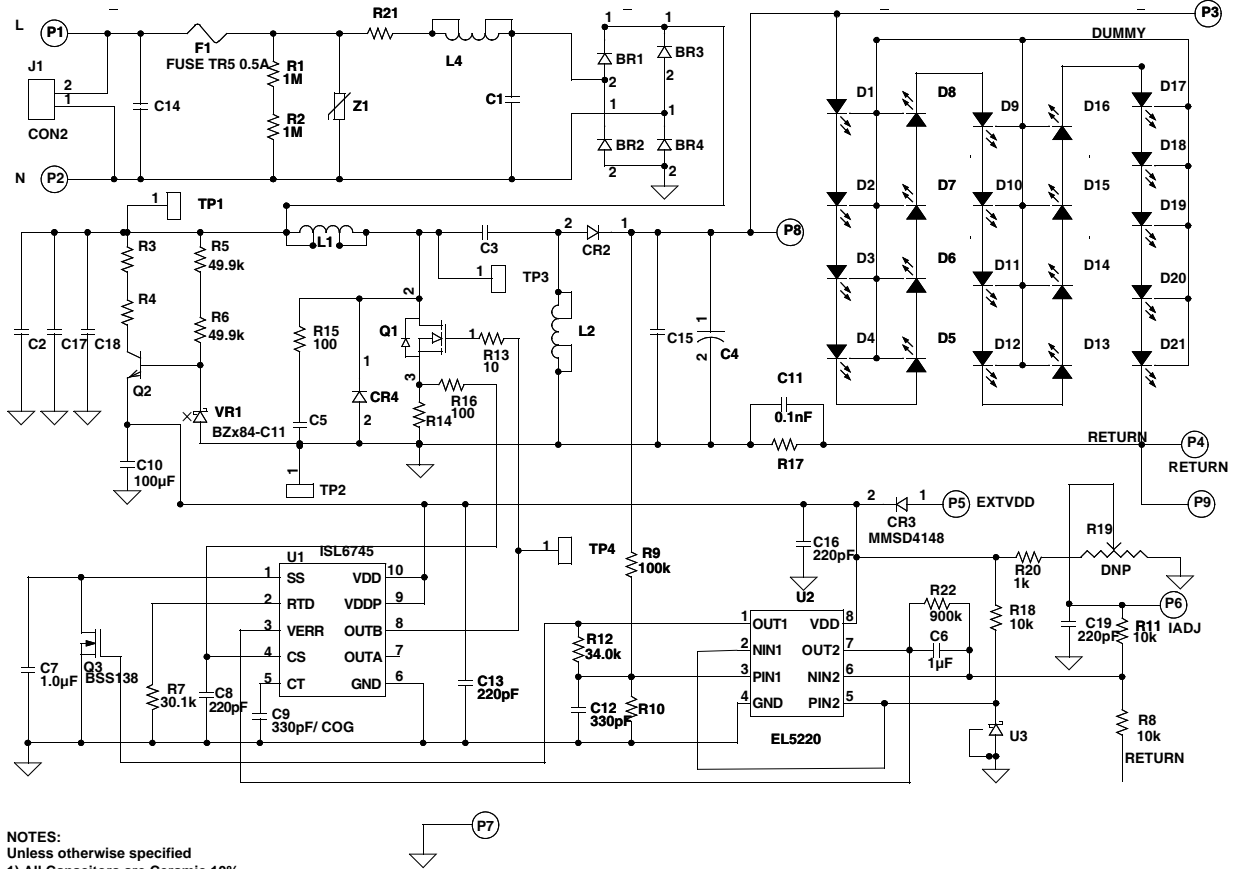 L
P1
J1
2
1
CON2
N
P2
C14
F1
FUSE TR5 0.5A
R1
1M
R2
1M
Z1
R21
L4
C1
1
1
BR1
BR3
2
2
1
1
BR2
BR4
2
2
P3
DUMMY
D1
D8
D9
D16
D17
D18
D2
D7
D10
D15
D19
D3
D6
D11
D14
D20
D4
D5
D12
D13
D21
1
TP1
R3
R5
49.9k
R4
R6
49.9k
C2
C17
C18
Q2
VR1
BZx84-C11
C10
100µF
L1
C3
2
1
CR2
P8
1
TP3
2
R15
100
Q1
1
R13
10
L2
C15
1
2
C4
1
CR4
2
3
R16
100
R14
C5
1
TP2
C11
0.1nF
R17
RETURN
P4
RETURN
P9
2
1
CR3
MMSD4148
P5
EXTVDD
C16
220pF
R19
DNP
R20
1k
P6
IADJ
U1
ISL6745
1
TP4
R9
100k
1
SS
VDD
10
2
RTD
VDDP
9
3
VERR
OUTB
8
4
CS
OUTA
7
5
CT
GND
6
C7
1.0µF
Q3
BSS138
R7
30.1k
C8
220pF
C9
330pF/ COG
C13
220pF
R12
34.0k
C12
330pF
R10
U2
1
OUT1
VDD
8
2
NIN1
OUT2
7
3
PIN1
NIN2
6
4
GND
PIN2
5
EL5220
R22
900k
C6
1µF
R18
10k
C19
220pF
R11
10k
R8
10k
RETURN
U3
P7
NOTES:
Unless otherwise specified
1) All Capacitors are Ceramic 10%